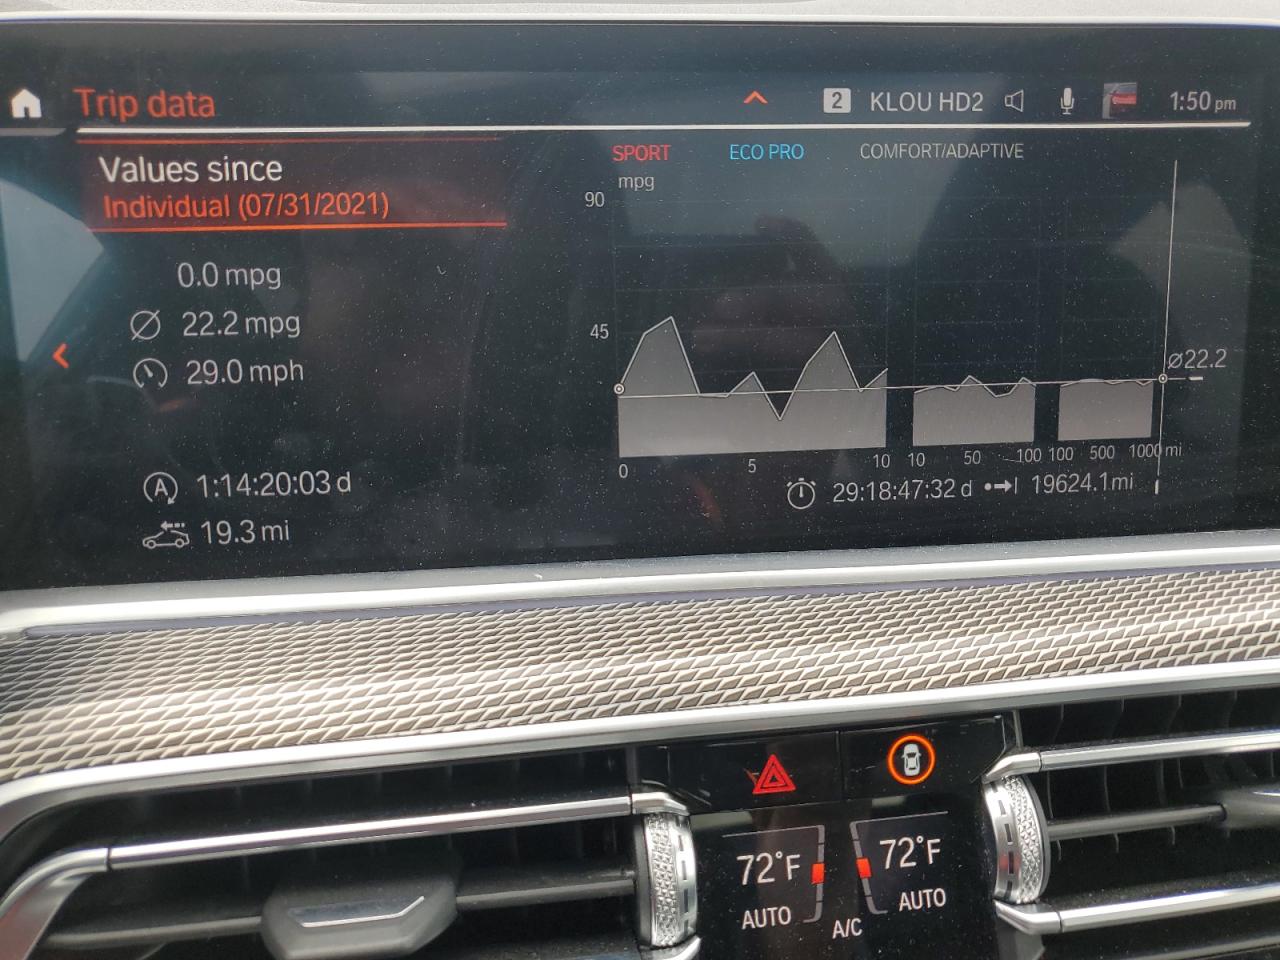 Trip data
2 KLOU HD2 1:50 pm
Values since
Individual (07/31/2021)
0.0 mpg
Ø 22.2 mpg
29.0 mph
A 1:14:20:03 d
19.3 mi
SPORT ECO PRO COMFORT/ADAPTIVE
mpg
90
45
Ø22.2
0 5 10 10 50 100 100 500 1000 mi
29:18:47:32 d 19624.1mi
72°F 72°F
AUTO A/C AUTO